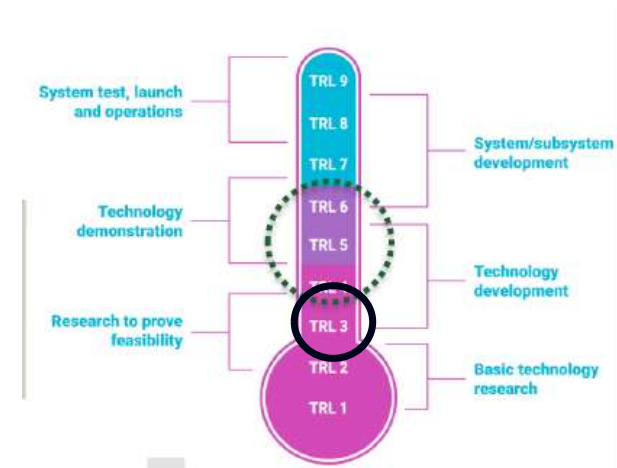 System test, launch
and operations
Technology
demonstration
Research to prove
feasibility
TRL 9
TRL 8
TRL 7
TRL 6
TRL 5
TRL 3
TRL 2
TRL 1
System/subsystem
development
Technology
development
Basic technology
research